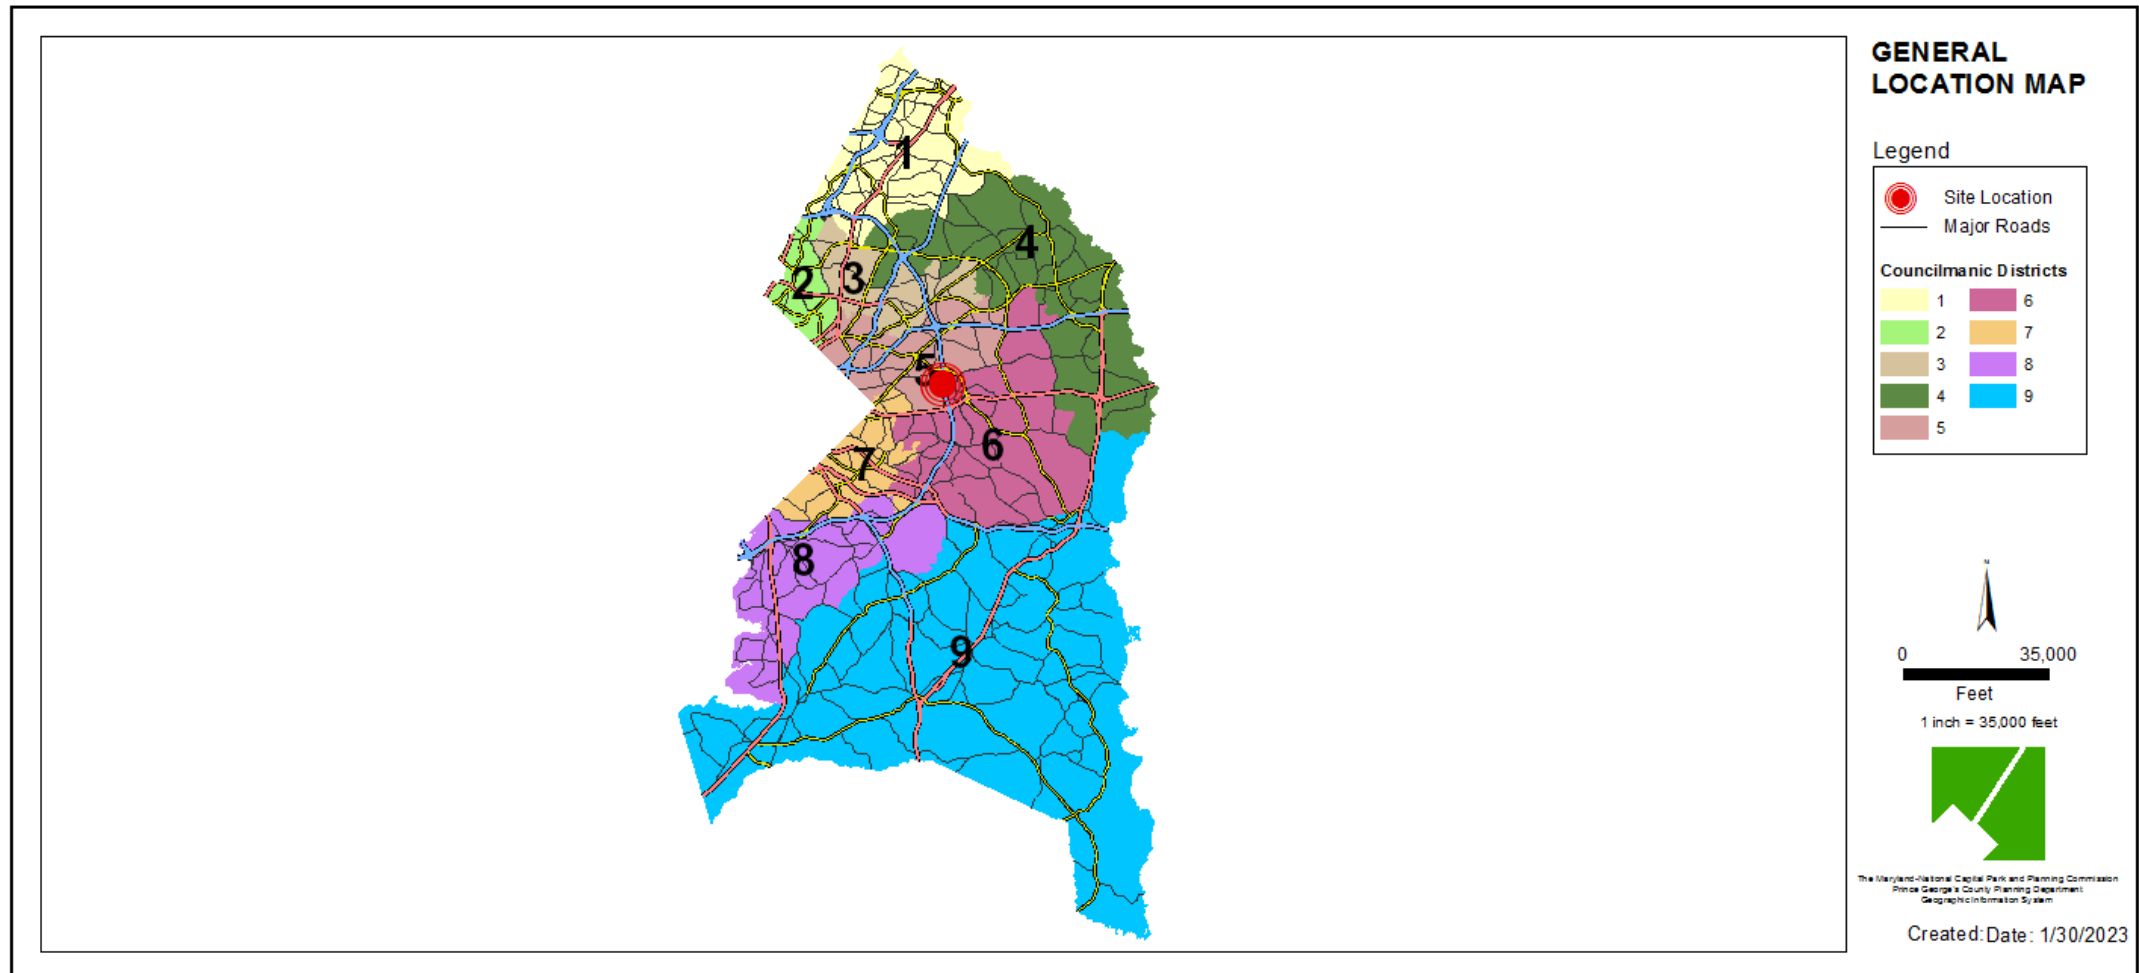 GENERAL
LOCATION MAP
Legend
Site Location
Major Roads
Councilmanic Districts
1 6
2 7
3 8
4 9
5
1
4
2
3
5
6
7
8
9
N
0 35,000
Feet
1 inch = 35,000 feet
The Maryland-National Capital Park and Planning Commission
Prince George's County Planning Department
Geographic Information System
Created: Date: 1/30/2023